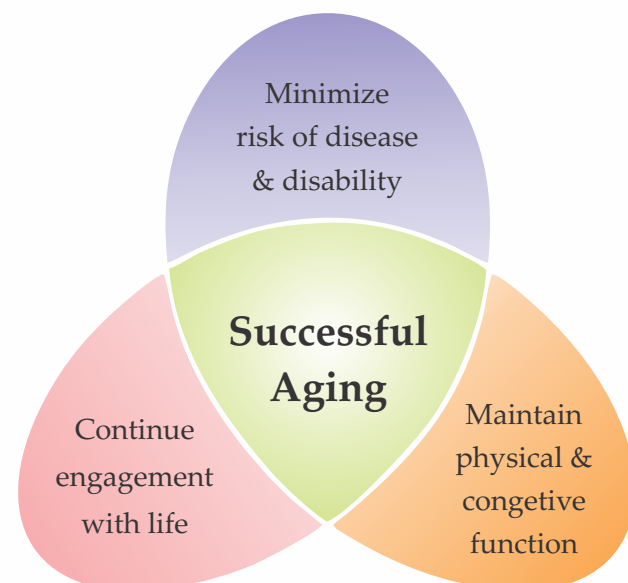 Minimize
risk of disease
& disability
Successful
Aging
Continue
engagement
with life
Maintain
physical &
congetive
function